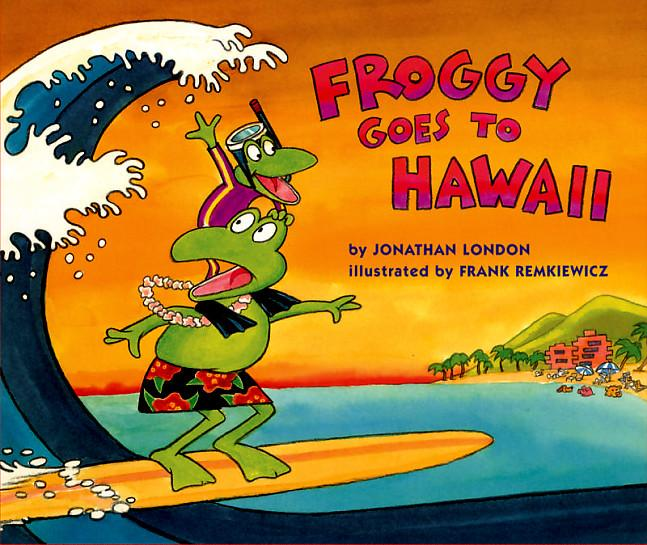 FROGGY
GOES TO
HAWAII
by JONATHAN LONDON
illustrated by FRANK REMKIEWICZ